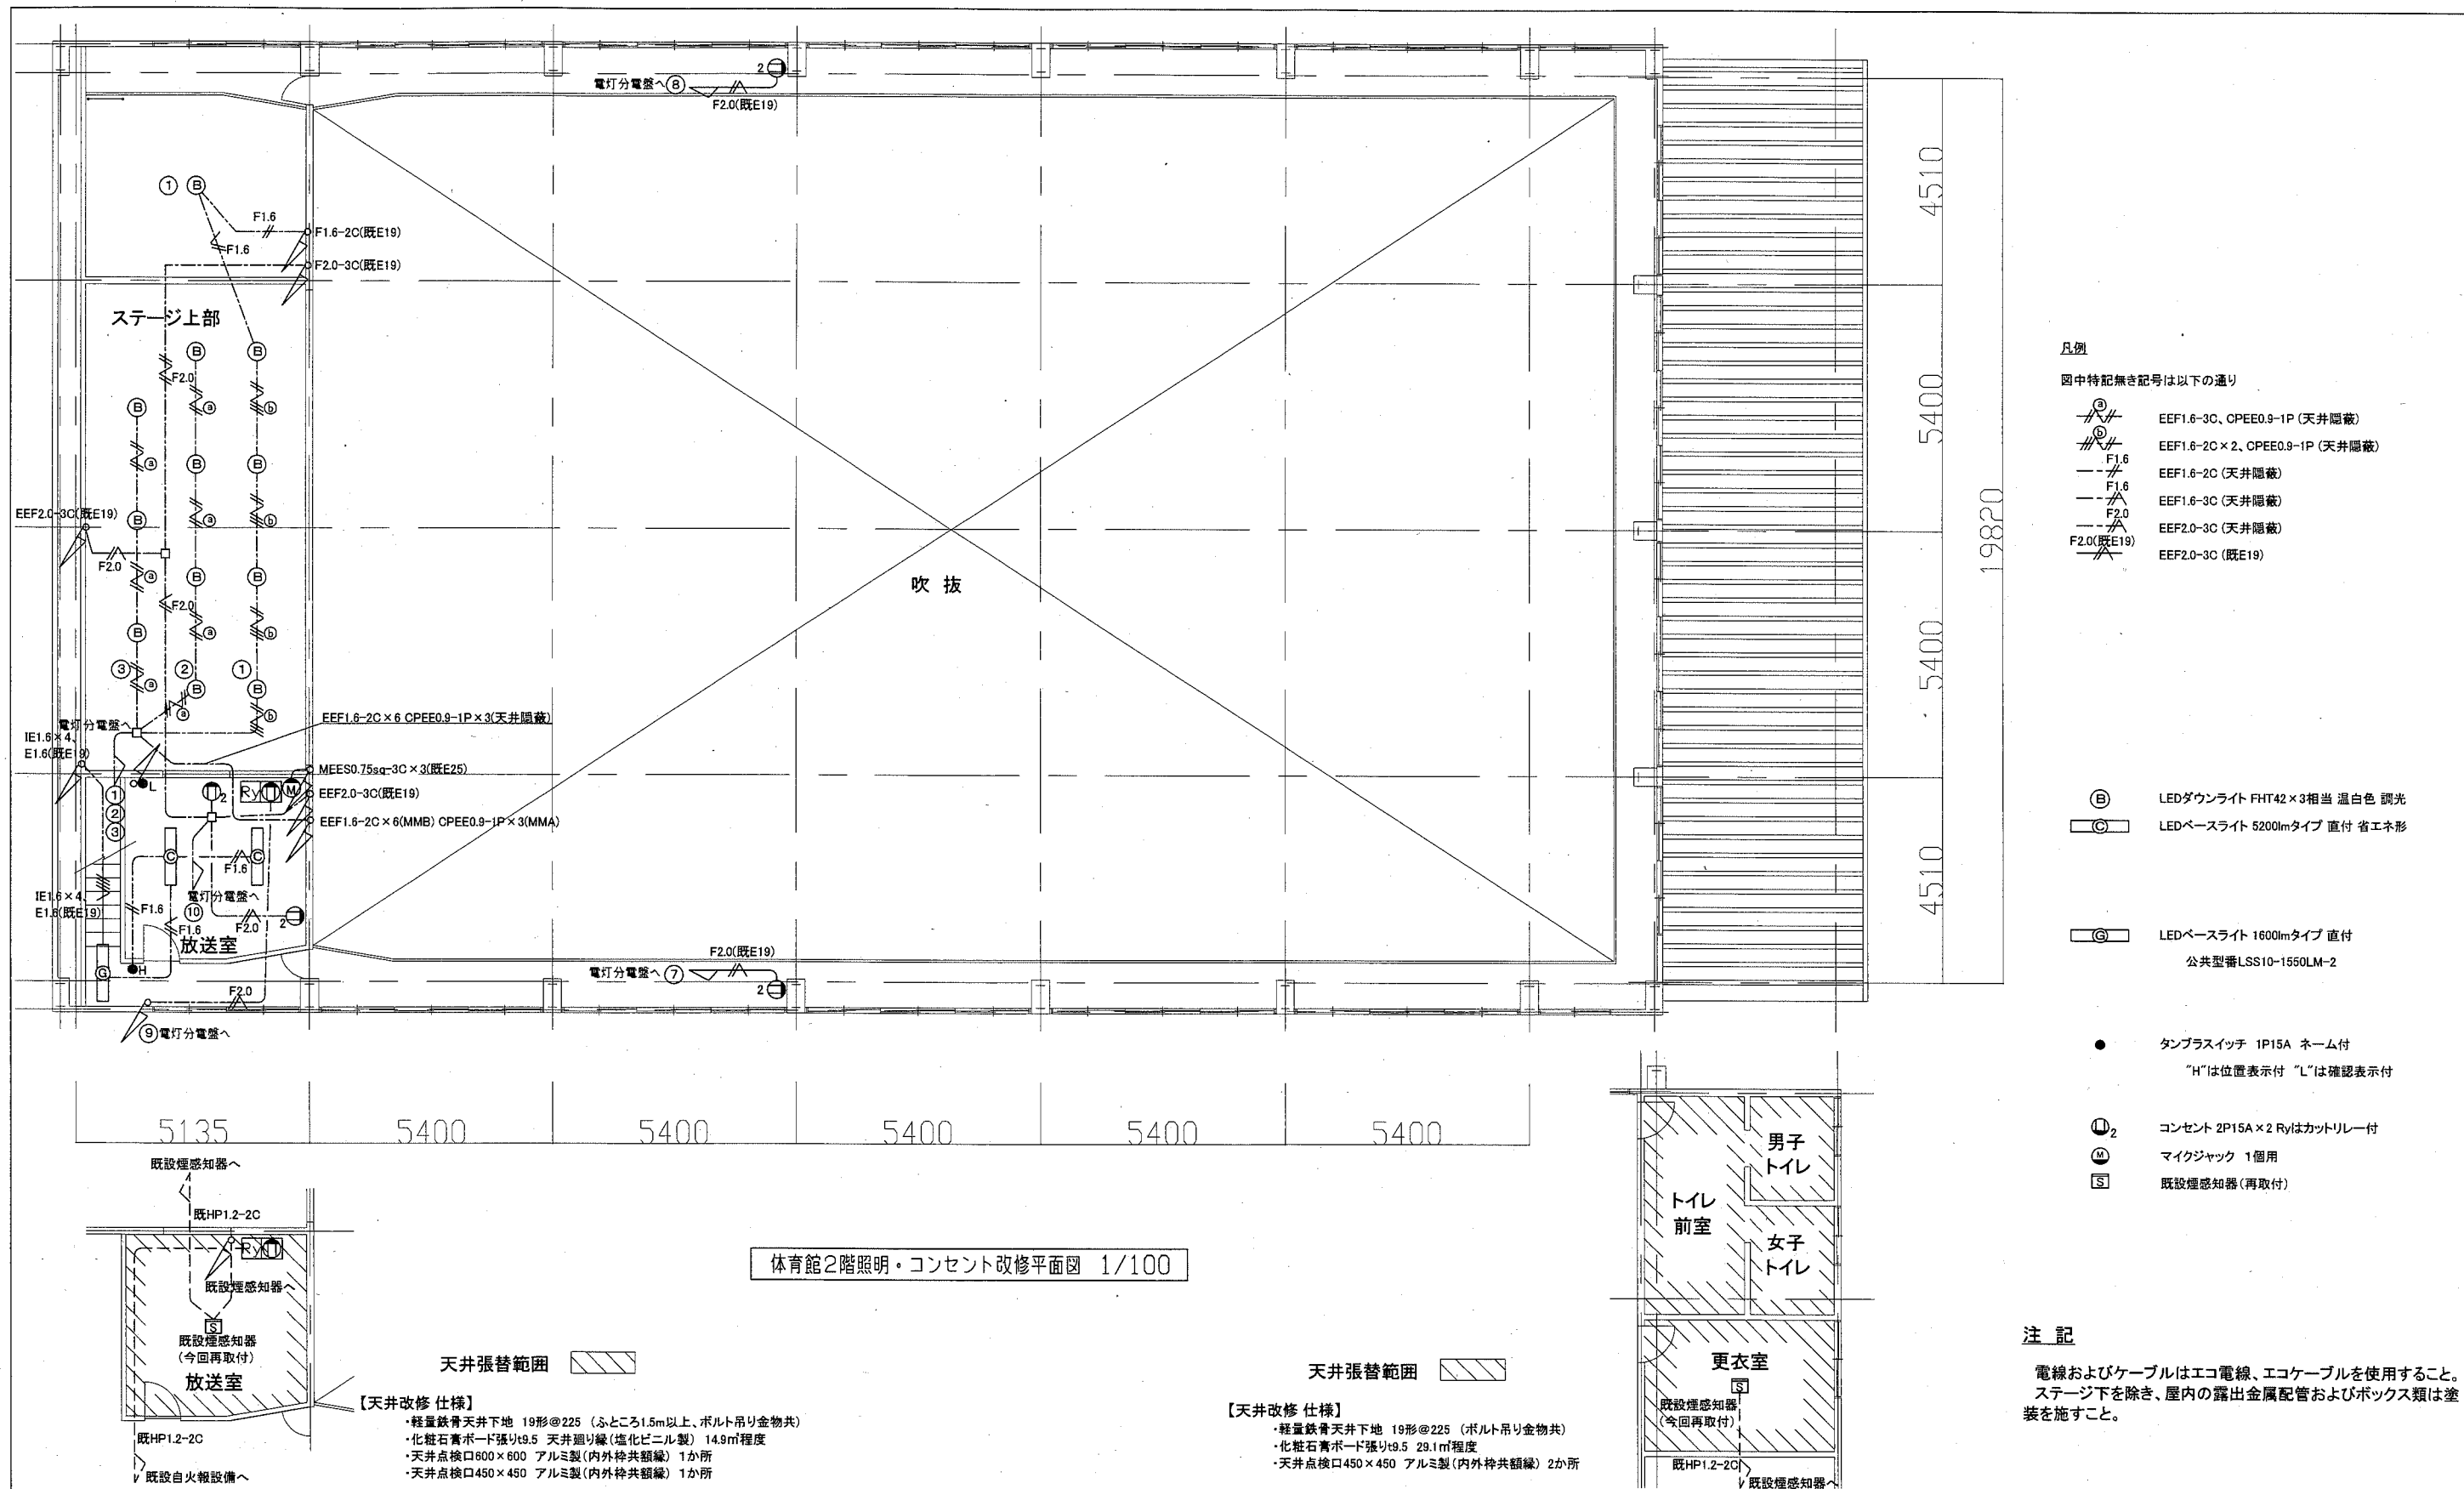 電灯分電盤へ ⑧
2
F2.0(既E19)
① Ⓑ
F1.6
F1.6
F1.6-2C(既E19)
F2.0-3C(既E19)
ステージ上部
Ⓑ Ⓑ
F2.0
ⓐ ⓑ
Ⓑ
ⓐ Ⓑ Ⓑ
EEF2.0-3C(既E19)
Ⓑ ⓐ ⓑ
F2.0
ⓐ Ⓑ Ⓑ
F2.0
Ⓑ ⓐ ⓑ
③ ② ①
ⓐ Ⓑ Ⓑ
ⓐ ⓑ
電灯分電盤へ
IE1.6×4、
E1.6(既E19)
EEF1.6-2C×6 CPEE0.9-1P×3(天井隠蔽)
MEES0.75sq-3C×3(既E25)
EEF2.0-3C(既E19)
EEF1.6-2C×6(MMB) CPEE0.9-1P×3(MMA)
L
2
Ry
M
①
②
③
Ⓒ Ⓒ
F1.6
IE1.6×4、
E1.6(既E19)
F1.6
電灯分電盤へ
⑩
F1.6
F2.0
2
放送室
H
Ⓖ
F2.0
⑨電灯分電盤へ
吹 抜
F2.0(既E19)
電灯分電盤へ ⑦
2
4510
5400
5400
4510
19820
5135
5400
5400
5400
5400
5400
凡例
図中特記無き記号は以下の通り
ⓐ
EEF1.6-3C、CPEE0.9-1P (天井隠蔽)
ⓑ
EEF1.6-2C×2、CPEE0.9-1P (天井隠蔽)
F1.6
EEF1.6-2C (天井隠蔽)
F1.6
EEF1.6-3C (天井隠蔽)
F2.0
EEF2.0-3C (天井隠蔽)
F2.0(既E19)
EEF2.0-3C (既E19)
Ⓑ LEDダウンライト FHT42×3相当 温白色 調光
Ⓒ LEDベースライト 5200lmタイプ 直付 省エネ形
Ⓖ LEDベースライト 1600lmタイプ 直付
公共型番LSS10-1550LM-2
● タンブラスイッチ 1P15A ネーム付
"H"は位置表示付 "L"は確認表示付
2 コンセント 2P15A×2 Ryはカットリレー付
M マイクジャック 1個用
S 既設煙感知器(再取付)
既設煙感知器へ
既HP1.2-2C
Ry
既設煙感知器へ
S
既設煙感知器
(今回再取付)
放送室
既HP1.2-2C
既設自火報設備へ
体育館2階照明・コンセント改修平面図 1/100
天井張替範囲
【天井改修 仕様】
・軽量鉄骨天井下地 19形@225 (ふところ1.5m以上、ボルト吊り金物共)
・化粧石膏ボード張りt9.5 天井廻り縁(塩化ビニル製) 14.9㎡程度
・天井点検口600×600 アルミ製(内外枠共額縁) 1か所
・天井点検口450×450 アルミ製(内外枠共額縁) 1か所
天井張替範囲
【天井改修 仕様】
・軽量鉄骨天井下地 19形@225 (ボルト吊り金物共)
・化粧石膏ボード張りt9.5 29.1㎡程度
・天井点検口450×450 アルミ製(内外枠共額縁) 2か所
男子
トイレ
トイレ
前室
女子
トイレ
更衣室
S
既設煙感知器
(今回再取付)
既HP1.2-2C
既設煙感知器へ
注 記
電線およびケーブルはエコ電線、エコケーブルを使用すること。
ステージ下を除き、屋内の露出金属配管およびボックス類は塗
装を施すこと。